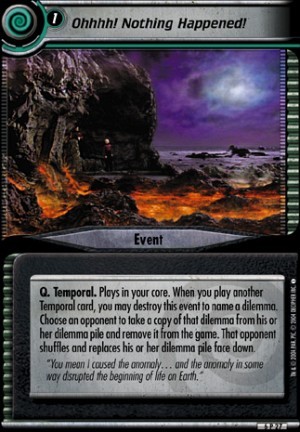 1
Ohhhh! Nothing Happened!
Event
Q. Temporal. Plays in your core. When you play another
Temporal card, you may destroy this event to name a dilemma.
Choose an opponent to take a copy of that dilemma from his or
her dilemma pile and remove it from the game. That opponent
shuffles and replaces his or her dilemma pile face down.
"You mean I caused the anomaly... and the anomaly in some
way disrupted the beginning of life on Earth."